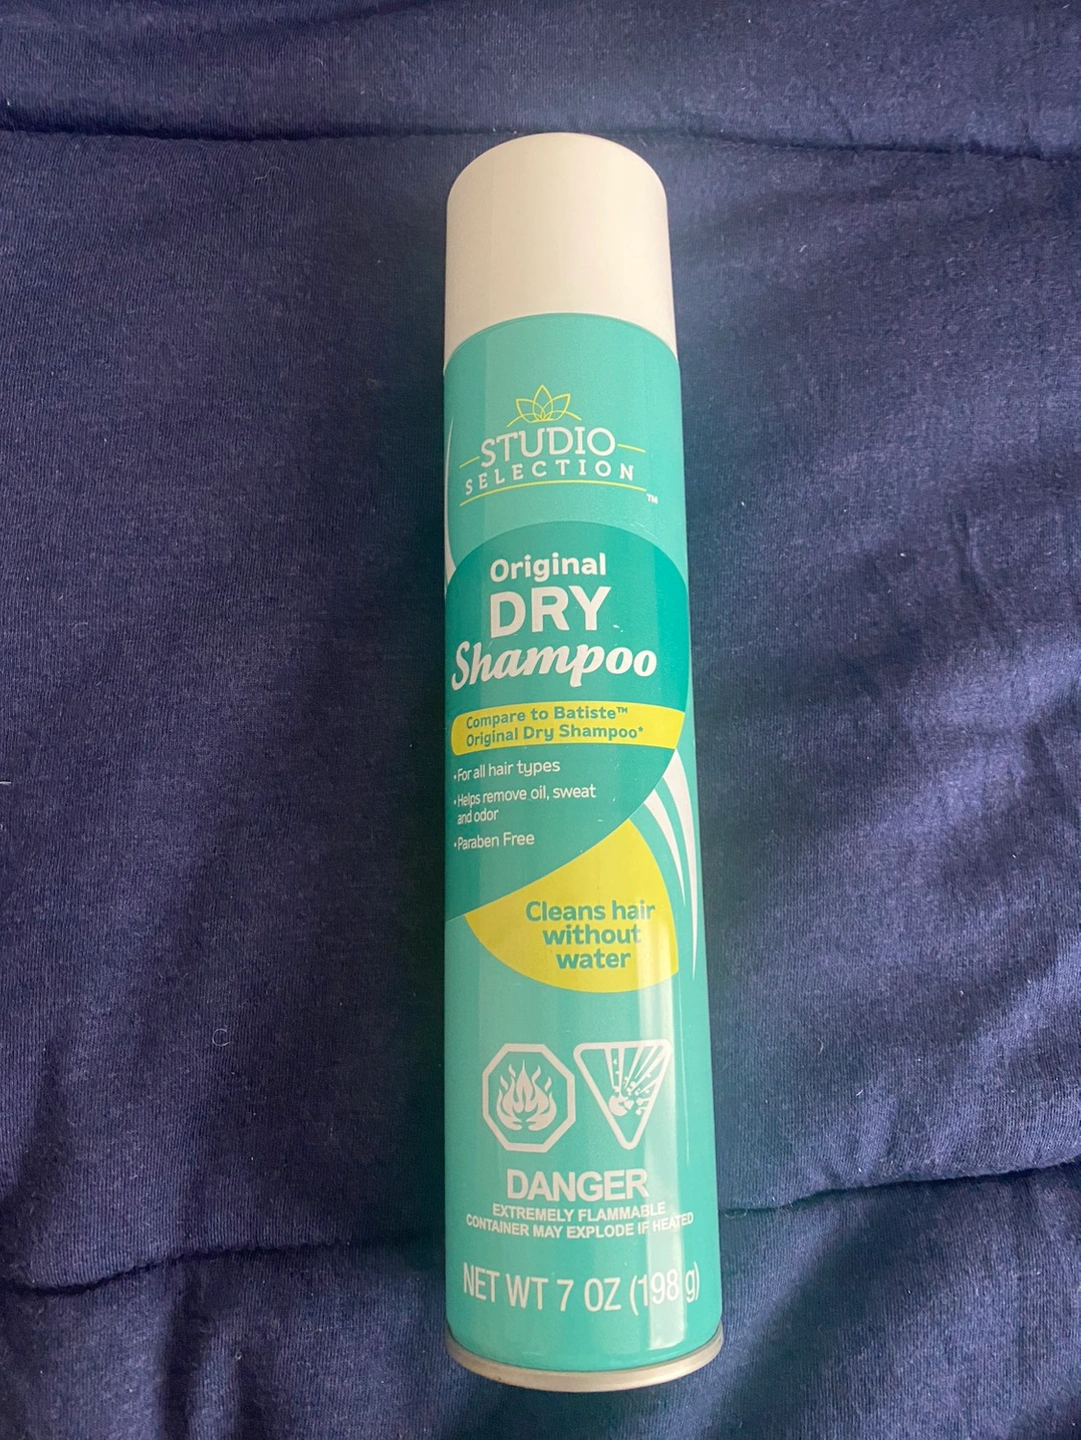 STUDIO
SELECTION
TM
Original
DRY
Shampoo
Compare to Batiste™
Original Dry Shampoo*
•For all hair types
•Helps remove oil, sweat
and odor
•Paraben Free
Cleans hair
without
water
DANGER
EXTREMELY FLAMMABLE
CONTAINER MAY EXPLODE IF HEATED
NET WT 7 OZ (198 g)